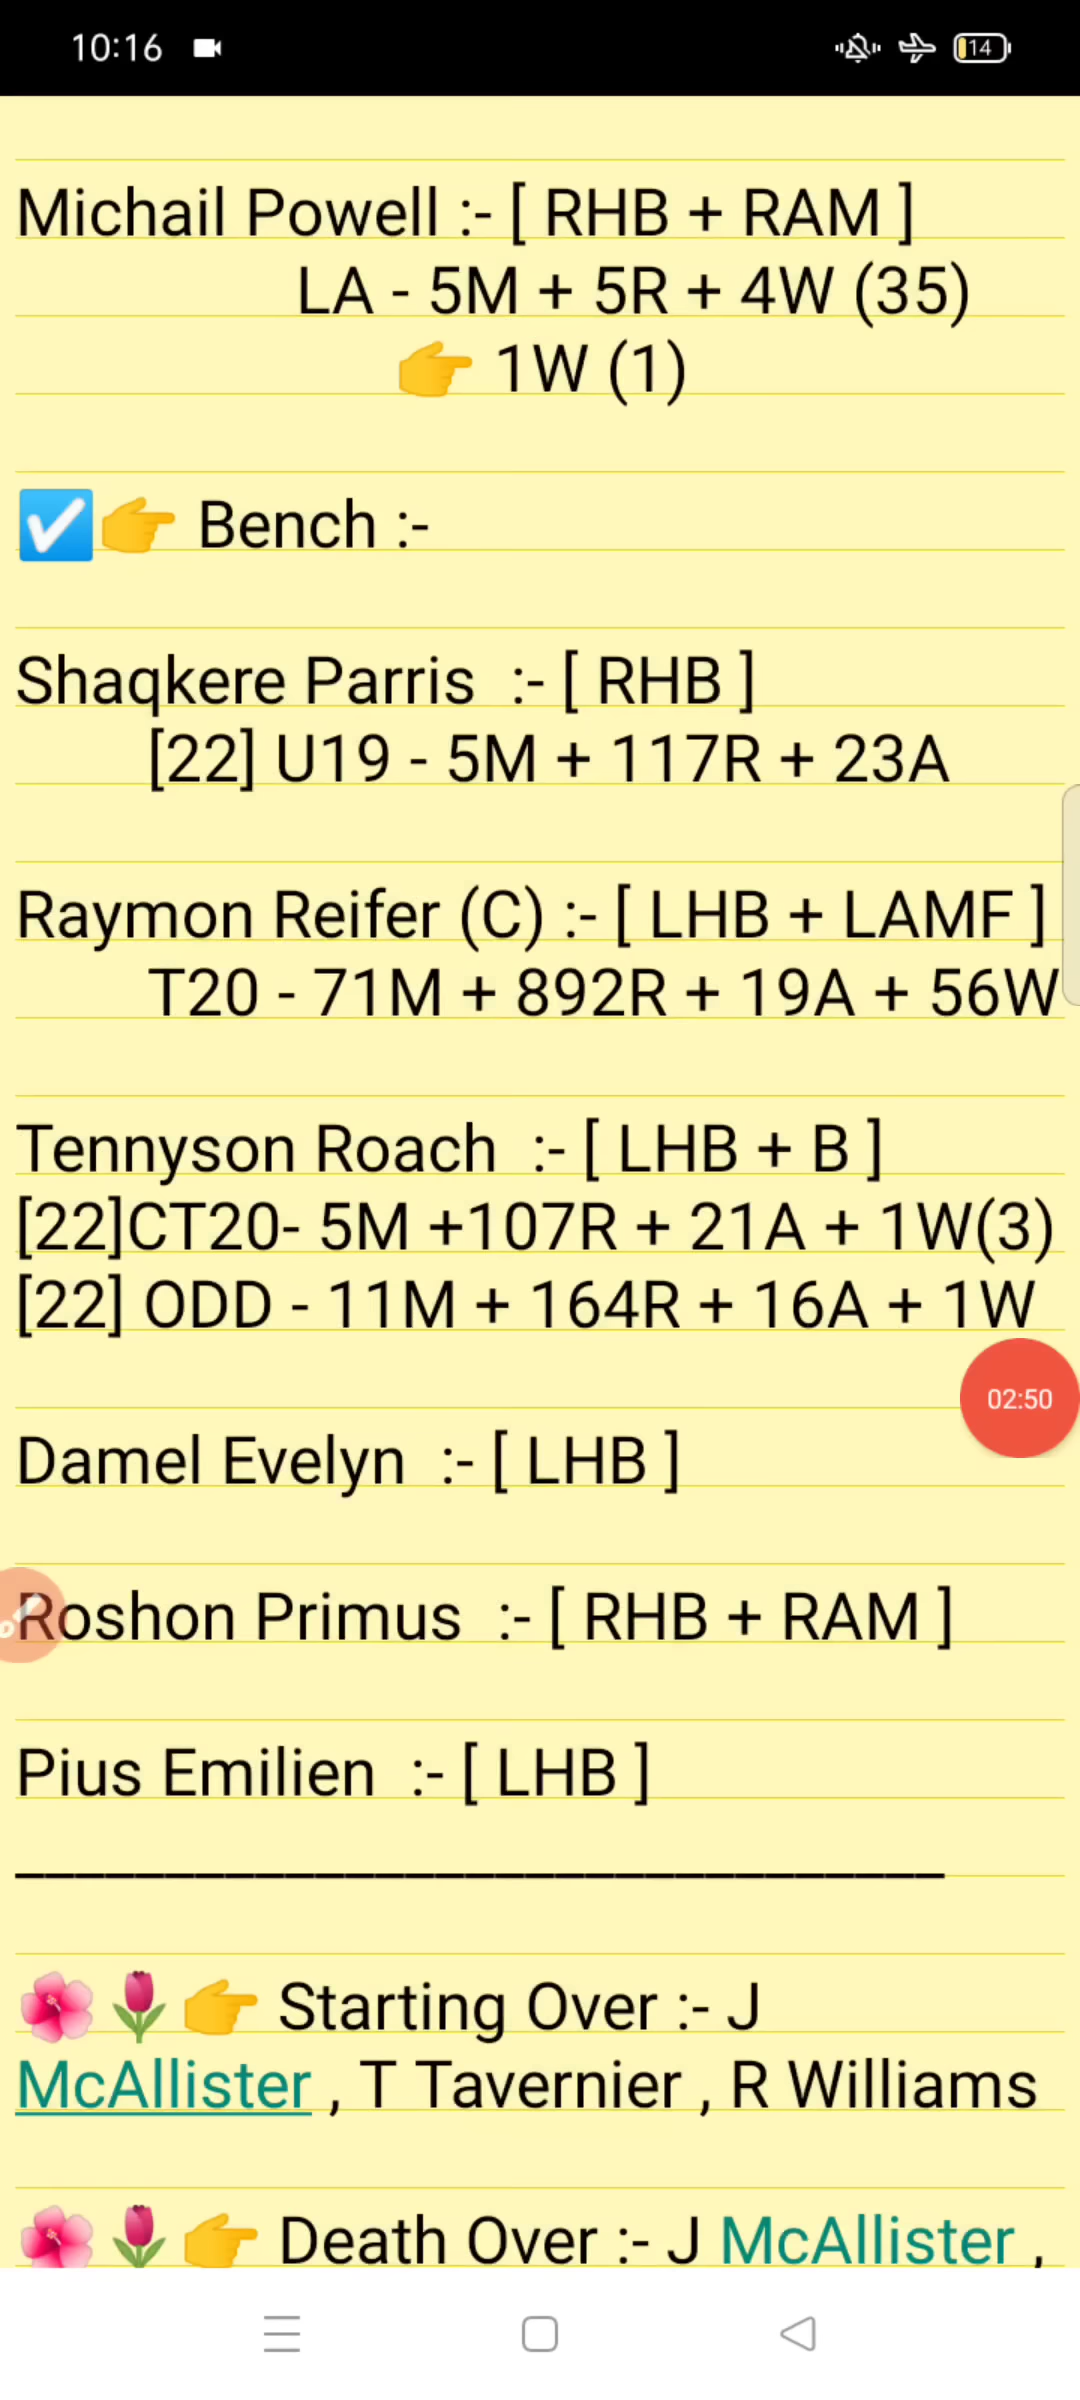 10:16
14
Michail Powell :- [ RHB + RAM ]
LA - 5M + 5R + 4W (35)
👉 1W (1)
☑️👉 Bench :-
Shaqkere Parris :- [ RHB ]
[22] U19 - 5M + 117R + 23A
Raymon Reifer (C) :- [ LHB + LAMF ]
T20 - 71M + 892R + 19A + 56W
Tennyson Roach :- [ LHB + B ]
[22]CT20- 5M +107R + 21A + 1W(3)
[22] ODD - 11M + 164R + 16A + 1W
02:50
Damel Evelyn :- [ LHB ]
Roshon Primus :- [ RHB + RAM ]
Pius Emilien :- [ LHB ]
_______________________________
🌺🌷👉 Starting Over :- J
McAllister , T Tavernier , R Williams
🌺🌷👉 Death Over :- J McAllister ,